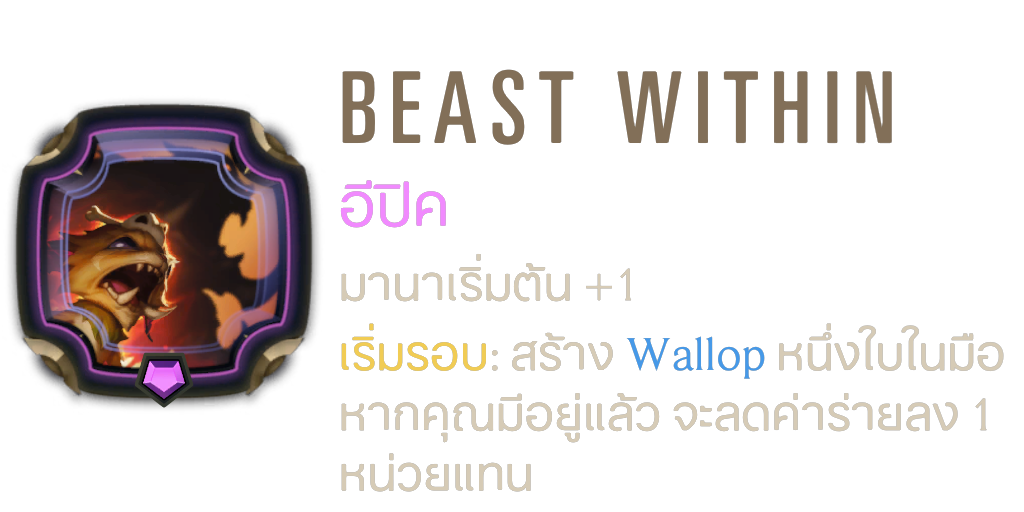 BEAST WITHIN
อีปิค
มานาเริ่มต้น +1
เริ่มรอบ: สร้าง Wallop หนึ่งใบในมือ
หากคุณมีอยู่แล้ว จะลดค่าร่ายลง 1
หน่วยแทน